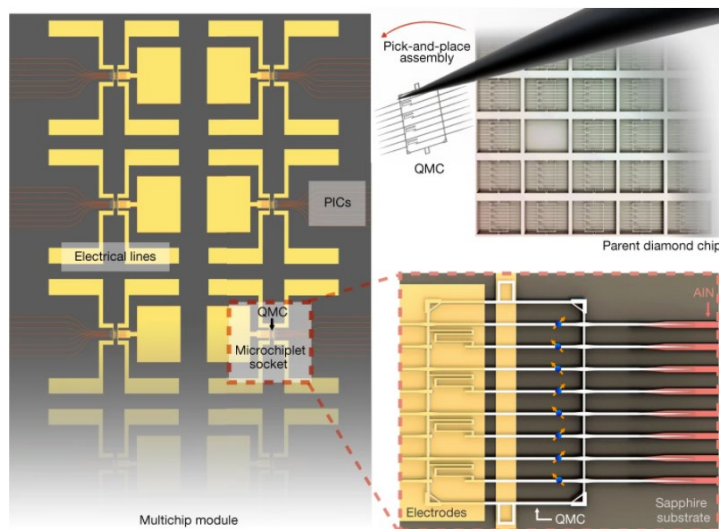 Pick-and-place
assembly
QMC
Parent diamond chip
PICs
Electrical lines
QMC
Microchiplet
socket
Multichip module
AlN
Electrodes
QMC
Sapphire
substrate